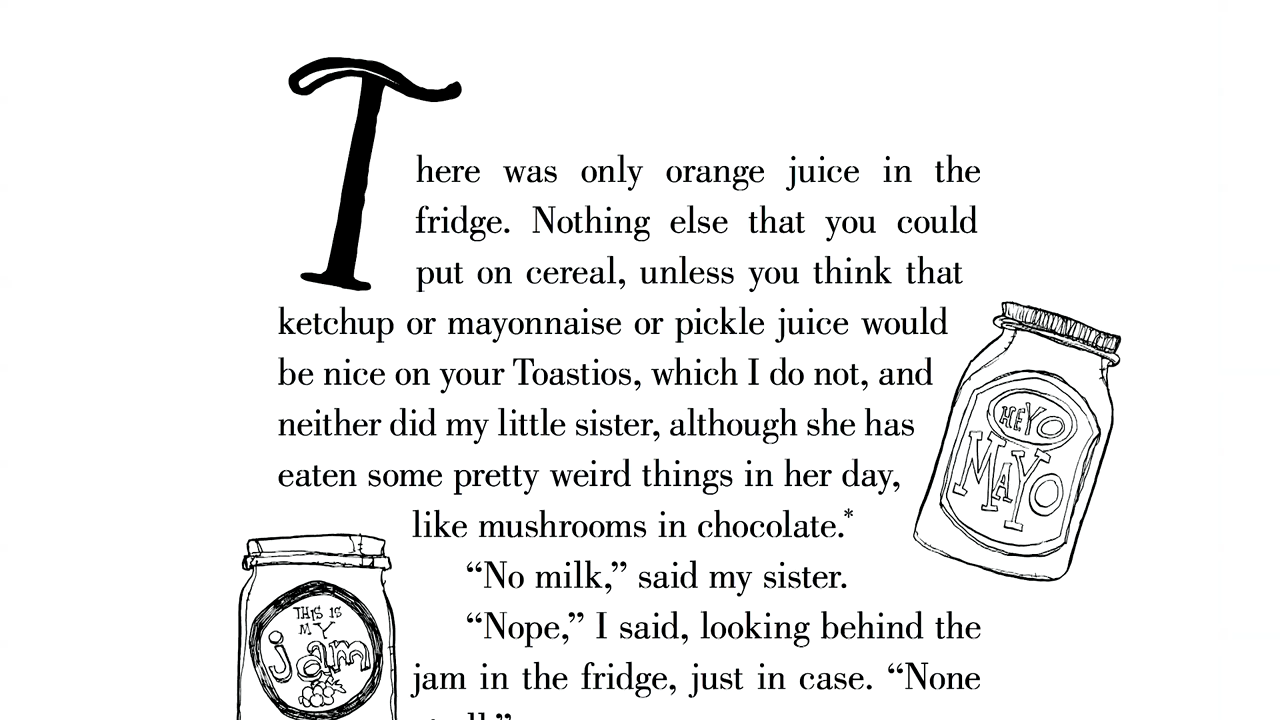 There was only orange juice in the
fridge. Nothing else that you could
put on cereal, unless you think that
ketchup or mayonnaise or pickle juice would
be nice on your Toastios, which I do not, and
neither did my little sister, although she has
eaten some pretty weird things in her day,
like mushrooms in chocolate.*
“No milk,” said my sister.
“Nope,” I said, looking behind the
jam in the fridge, just in case. “None
HEYO
MAYO
THIS IS
MY
jam